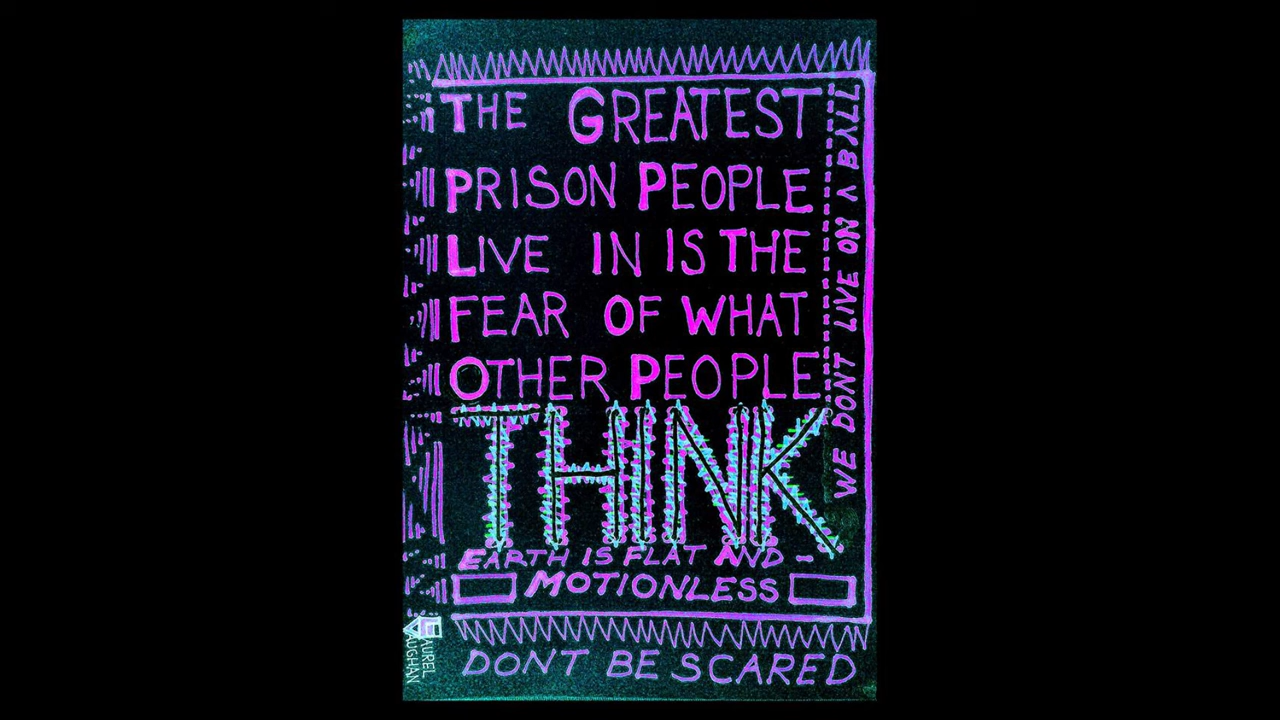 THE GREATEST
PRISON PEOPLE
LIVE IN IS THE
FEAR OF WHAT
OTHER PEOPLE
THINK
EARTH IS FLAT AND -
MOTIONLESS
DONT BE SCARED
WE DONT LIVE ON V BYLL
LAUREL
VAUGHAN